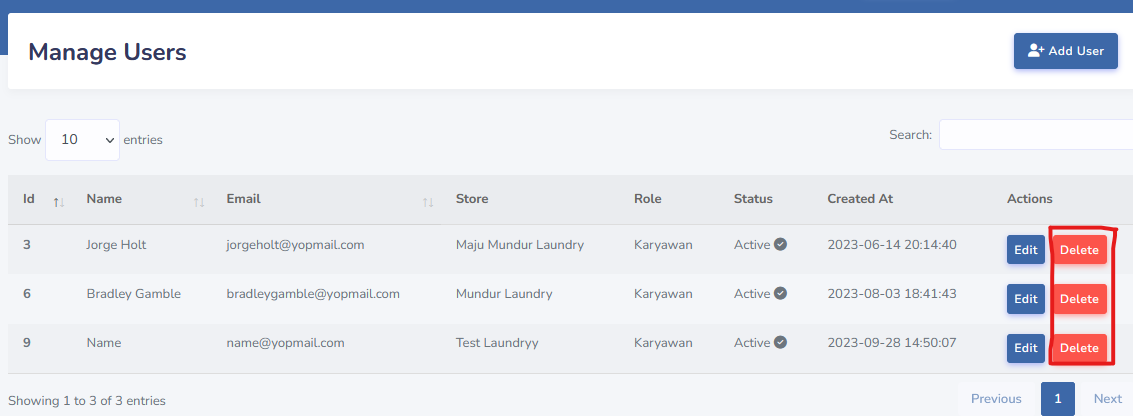 Manage Users
Add User
Show 10 entries
Search:
Id Name Email Store Role Status Created At Actions
3 Jorge Holt jorgeholt@yopmail.com Maju Mundur Laundry Karyawan Active 2023-06-14 20:14:40 Edit Delete
6 Bradley Gamble bradleygamble@yopmail.com Mundur Laundry Karyawan Active 2023-08-03 18:41:43 Edit Delete
9 Name name@yopmail.com Test Laundryy Karyawan Active 2023-09-28 14:50:07 Edit Delete
Showing 1 to 3 of 3 entries
Previous 1 Next